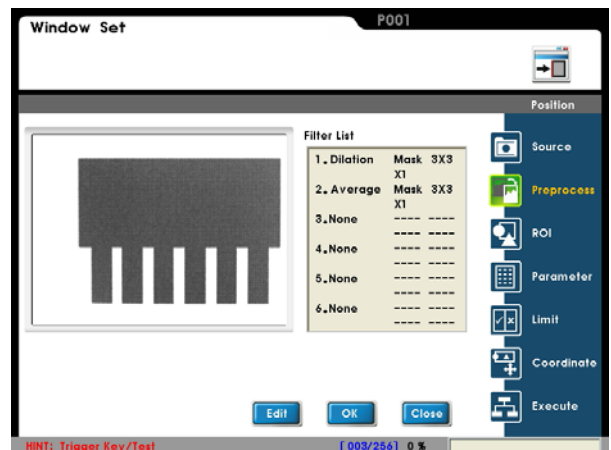 Window Set
P001
Position
Filter List
1.Dilation Mask 3X3
X1
2.Average Mask 3X3
X1
3.None ---- ----
---- ----
4.None ---- ----
---- ----
5.None ---- ----
---- ----
6.None ---- ----
---- ----
Source
Preprocess
ROI
Parameter
Limit
Coordinate
Execute
Edit OK Close
HINT: Trigger Key/Test [003/256] 0 %